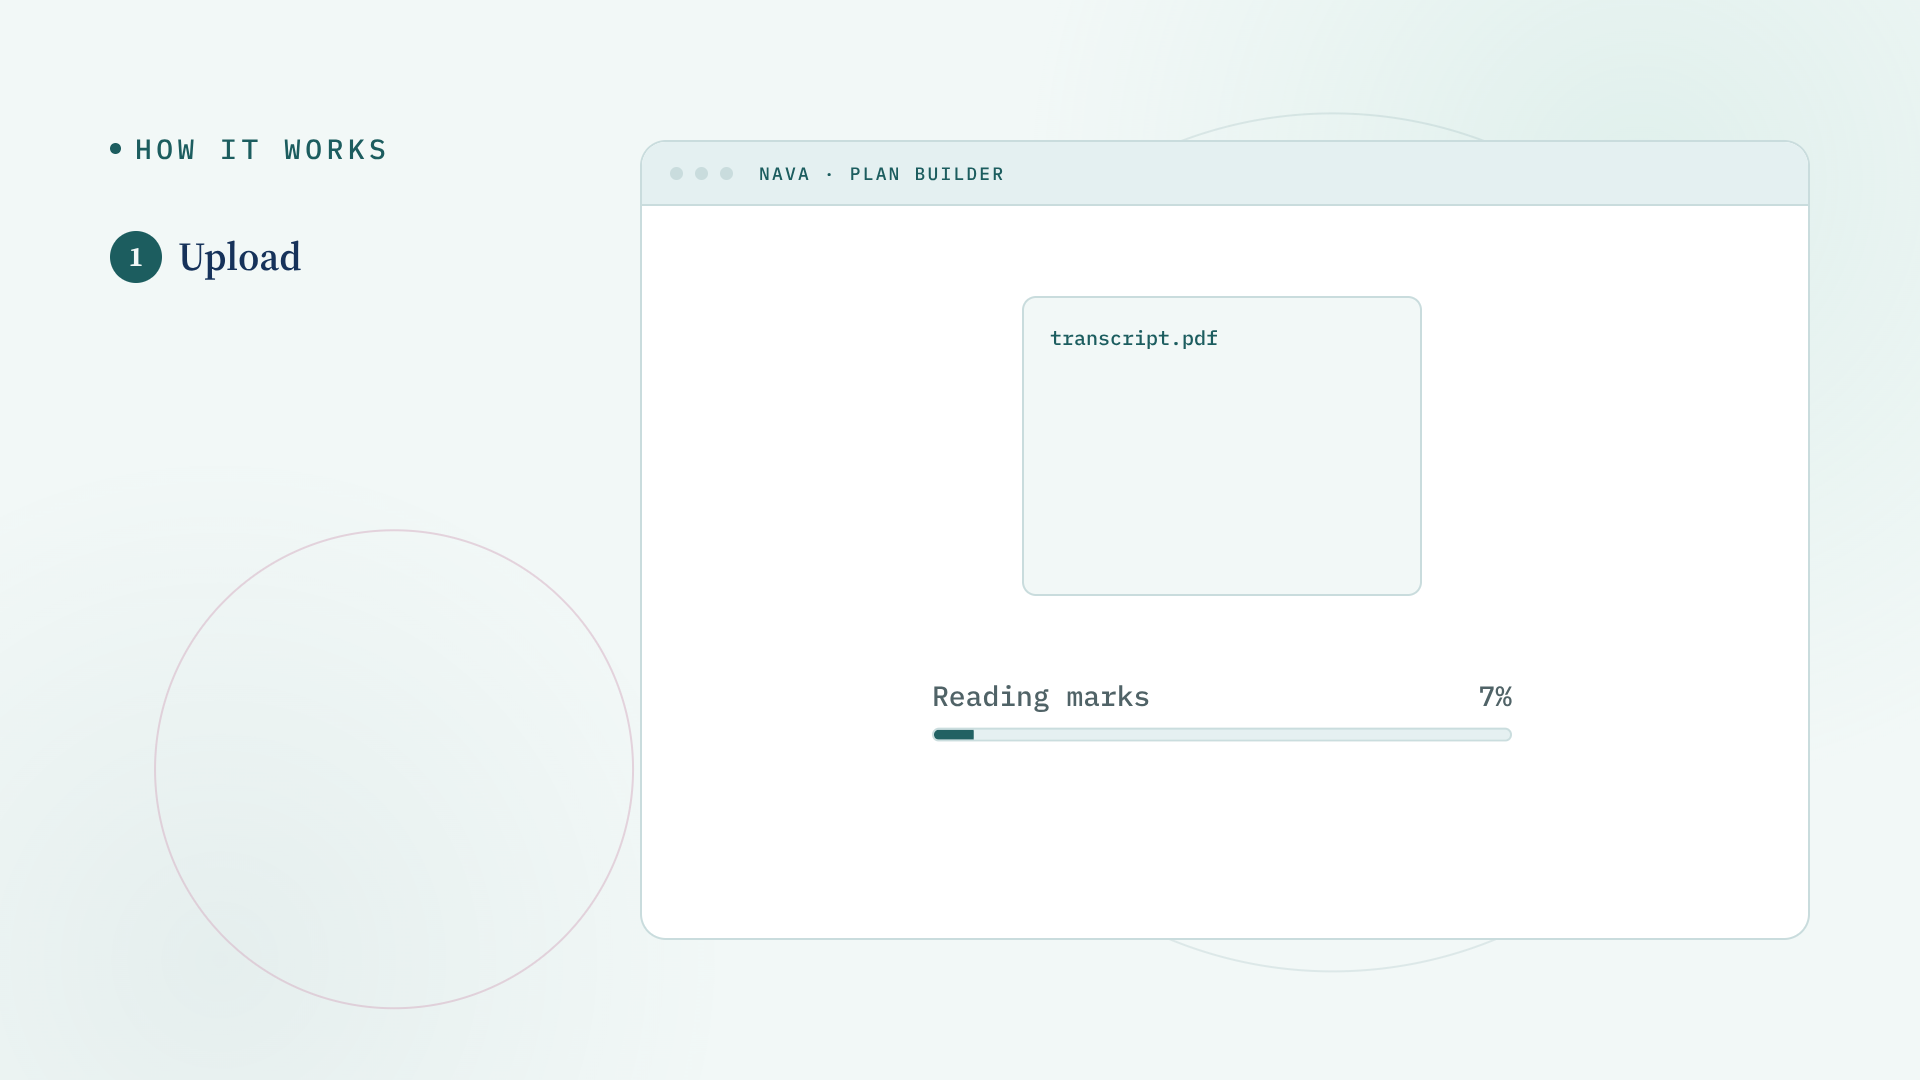 HOW IT WORKS
1 Upload
NAVA · PLAN BUILDER
transcript.pdf
Reading marks 7%